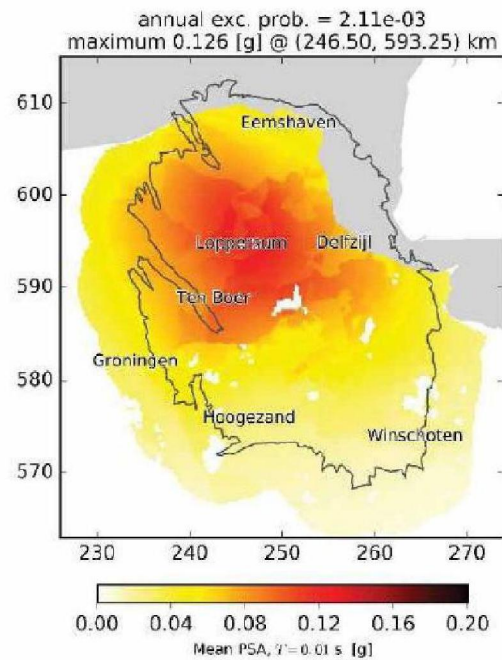 annual exc. prob. = 2.11e-03
maximum 0.126 [g] @ (246.50, 593.25) km
610
Eemshaven
600
Loppersum Delfzijl
590
Ten Boer
Groningen
580
Hoogezand
Winschoten
570
230 240 250 260 270
0.00 0.04 0.08 0.12 0.16 0.20
Mean PSA, T=0.01 s [g]